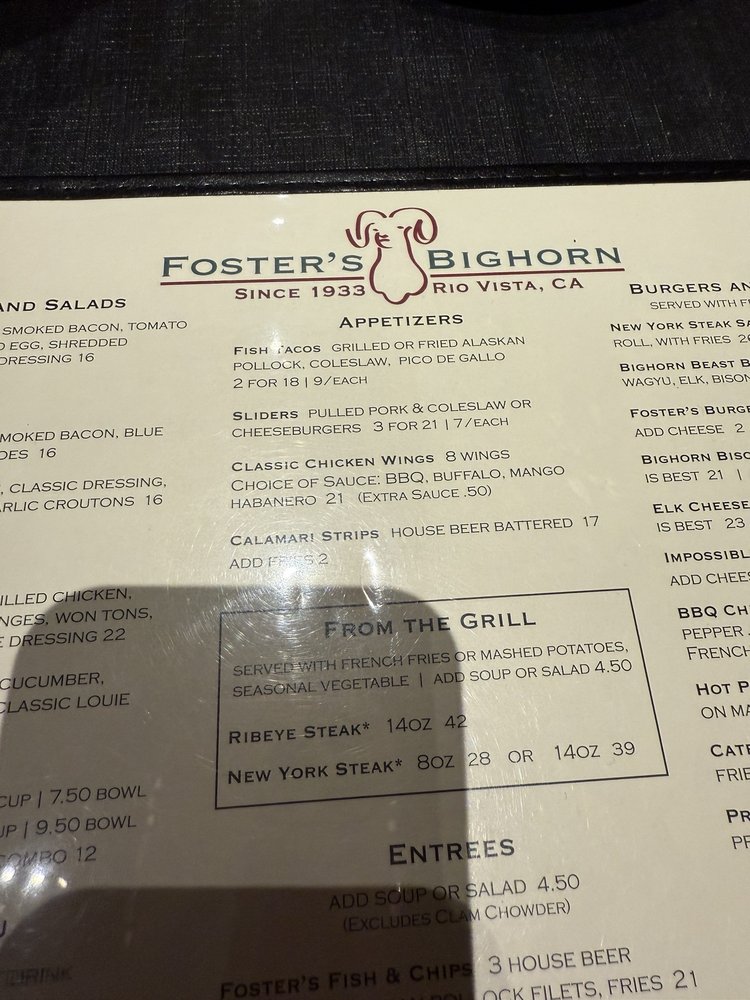 FOSTER'S BIGHORN
SINCE 1933 RIO VISTA, CA
AND SALADS
SMOKED BACON, TOMATO
EGG, SHREDDED
DRESSING 16
SMOKED BACON, BLUE
16
, CLASSIC DRESSING,
GARLIC CROUTONS 16
GRILLED CHICKEN,
WON TONS,
DRESSING 22
CUCUMBER,
CLASSIC LOUIE
CUP | 7.50 BOWL
CUP | 9.50 BOWL
COMBO 12
DRINK
APPETIZERS
FISH TACOS GRILLED OR FRIED ALASKAN
POLLOCK, COLESLAW, PICO DE GALLO
2 FOR 18 | 9/EACH
SLIDERS PULLED PORK & COLESLAW OR
CHEESEBURGERS 3 FOR 21 | 7/EACH
CLASSIC CHICKEN WINGS 8 WINGS
CHOICE OF SAUCE: BBQ, BUFFALO, MANGO
HABANERO 21 (EXTRA SAUCE .50)
CALAMARI STRIPS HOUSE BEER BATTERED 17
ADD FRIES 2
FROM THE GRILL
SERVED WITH FRENCH FRIES OR MASHED POTATOES,
SEASONAL VEGETABLE | ADD SOUP OR SALAD 4.50
RIBEYE STEAK* 14OZ 42
NEW YORK STEAK* 8OZ 28 OR 14OZ 39
ENTREES
ADD SOUP OR SALAD 4.50
(EXCLUDES CLAM CHOWDER)
FOSTER'S FISH & CHIPS 3 HOUSE BEER
FILETS, FRIES 21
BURGERS AN
SERVED WITH
NEW YORK STEAK
ROLL, WITH FRIES
BIGHORN BEAST B
WAGYU, ELK, BISON
FOSTER'S BURGE
ADD CHEESE 2
BIGHORN BISO
IS BEST 21 |
ELK CHEESE
IS BEST 23
IMPOSSIBL
ADD CHEES
BBQ CH
PEPPER
FRENCH
HOT P
ON MA
CATF
FRIE
PR